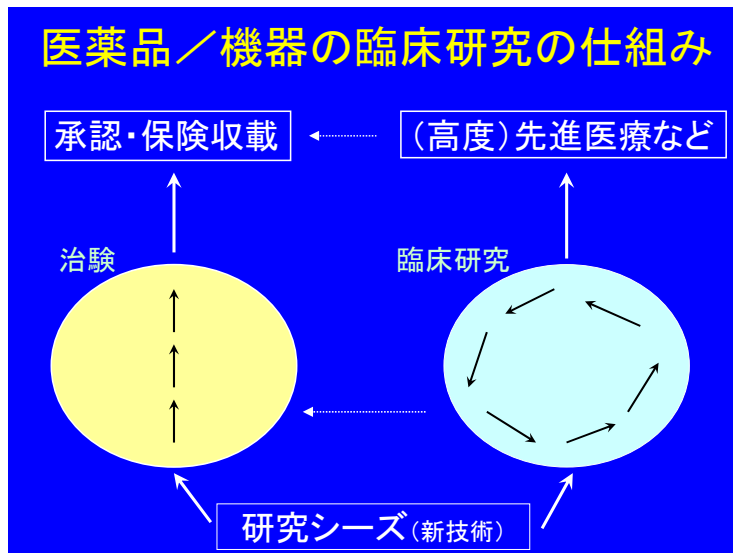 医薬品／機器の臨床研究の仕組み
承認・保険収載
（高度）先進医療など
治験
臨床研究
研究シーズ（新技術）